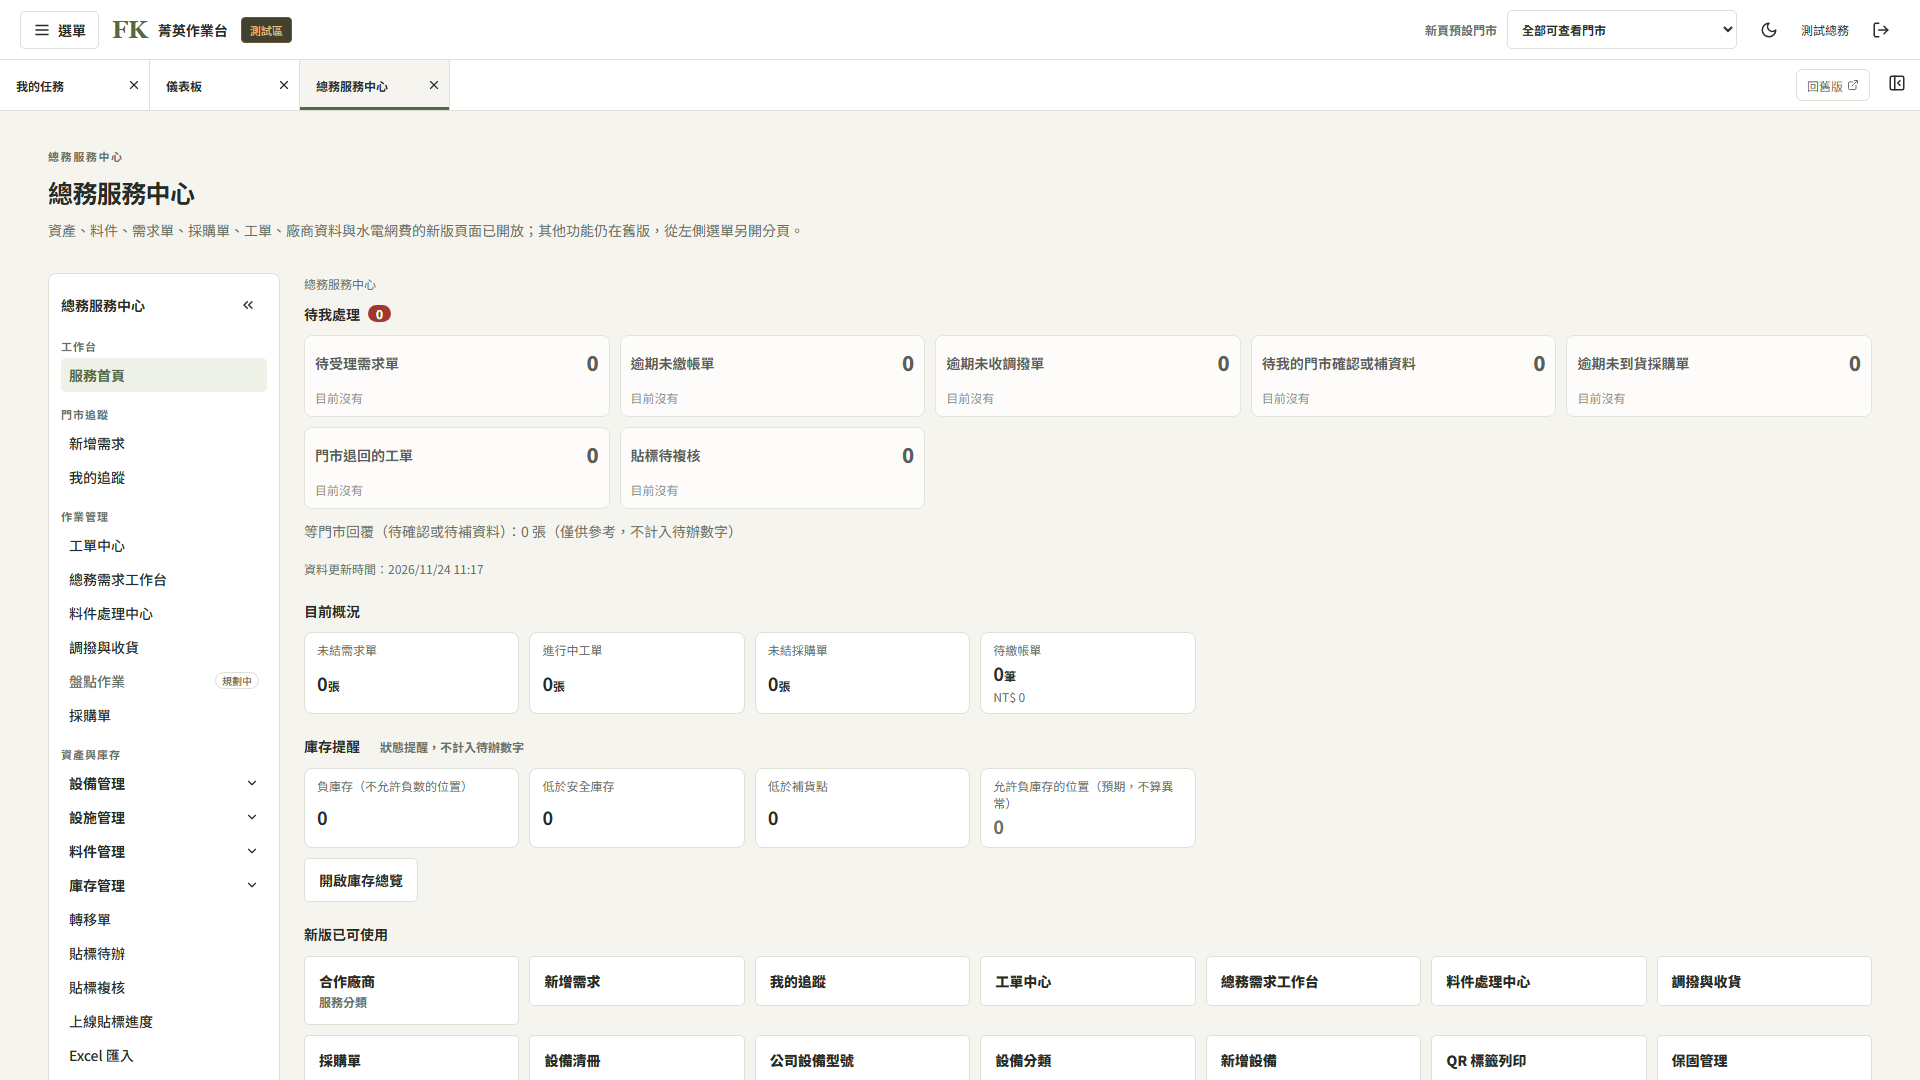 選單
FK 菁英作業台
測試區
新頁預設門市
全部可查看門市
測試總務
我的任務
儀表板
總務服務中心
回舊版
總務服務中心
總務服務中心
資產、料件、需求單、採購單、工單、廠商資料與水電網費的新版頁面已開放；其他功能仍在舊版，從左側選單另開分頁。
總務服務中心
工作台
服務首頁
門市追蹤
新增需求
我的追蹤
作業管理
工單中心
總務需求工作台
料件處理中心
調撥與收貨
盤點作業
規劃中
採購單
資產與庫存
設備管理
設施管理
料件管理
庫存管理
轉移單
貼標待辦
貼標複核
上線貼標進度
Excel 匯入
總務服務中心
待我處理 0
待受理需求單 0
目前沒有
逾期未繳帳單 0
目前沒有
逾期未收調撥單 0
目前沒有
待我的門市確認或補資料 0
目前沒有
逾期未到貨採購單 0
目前沒有
門市退回的工單 0
目前沒有
貼標待複核 0
目前沒有
等門市回覆（待確認或待補資料）：0 張（僅供參考，不計入待辦數字）
資料更新時間：2026/11/24 11:17
目前概況
未結需求單
0張
進行中工單
0張
未結採購單
0張
待繳帳單
0筆
NT$ 0
庫存提醒 狀態提醒，不計入待辦數字
負庫存（不允許負數的位置）
0
低於安全庫存
0
低於補貨點
0
允許負庫存的位置（預期，不算異
常）
0
開啟庫存總覽
新版已可使用
合作廠商
服務分類
新增需求
我的追蹤
工單中心
總務需求工作台
料件處理中心
調撥與收貨
採購單
設備清冊
公司設備型號
設備分類
新增設備
QR 標籤列印
保固管理